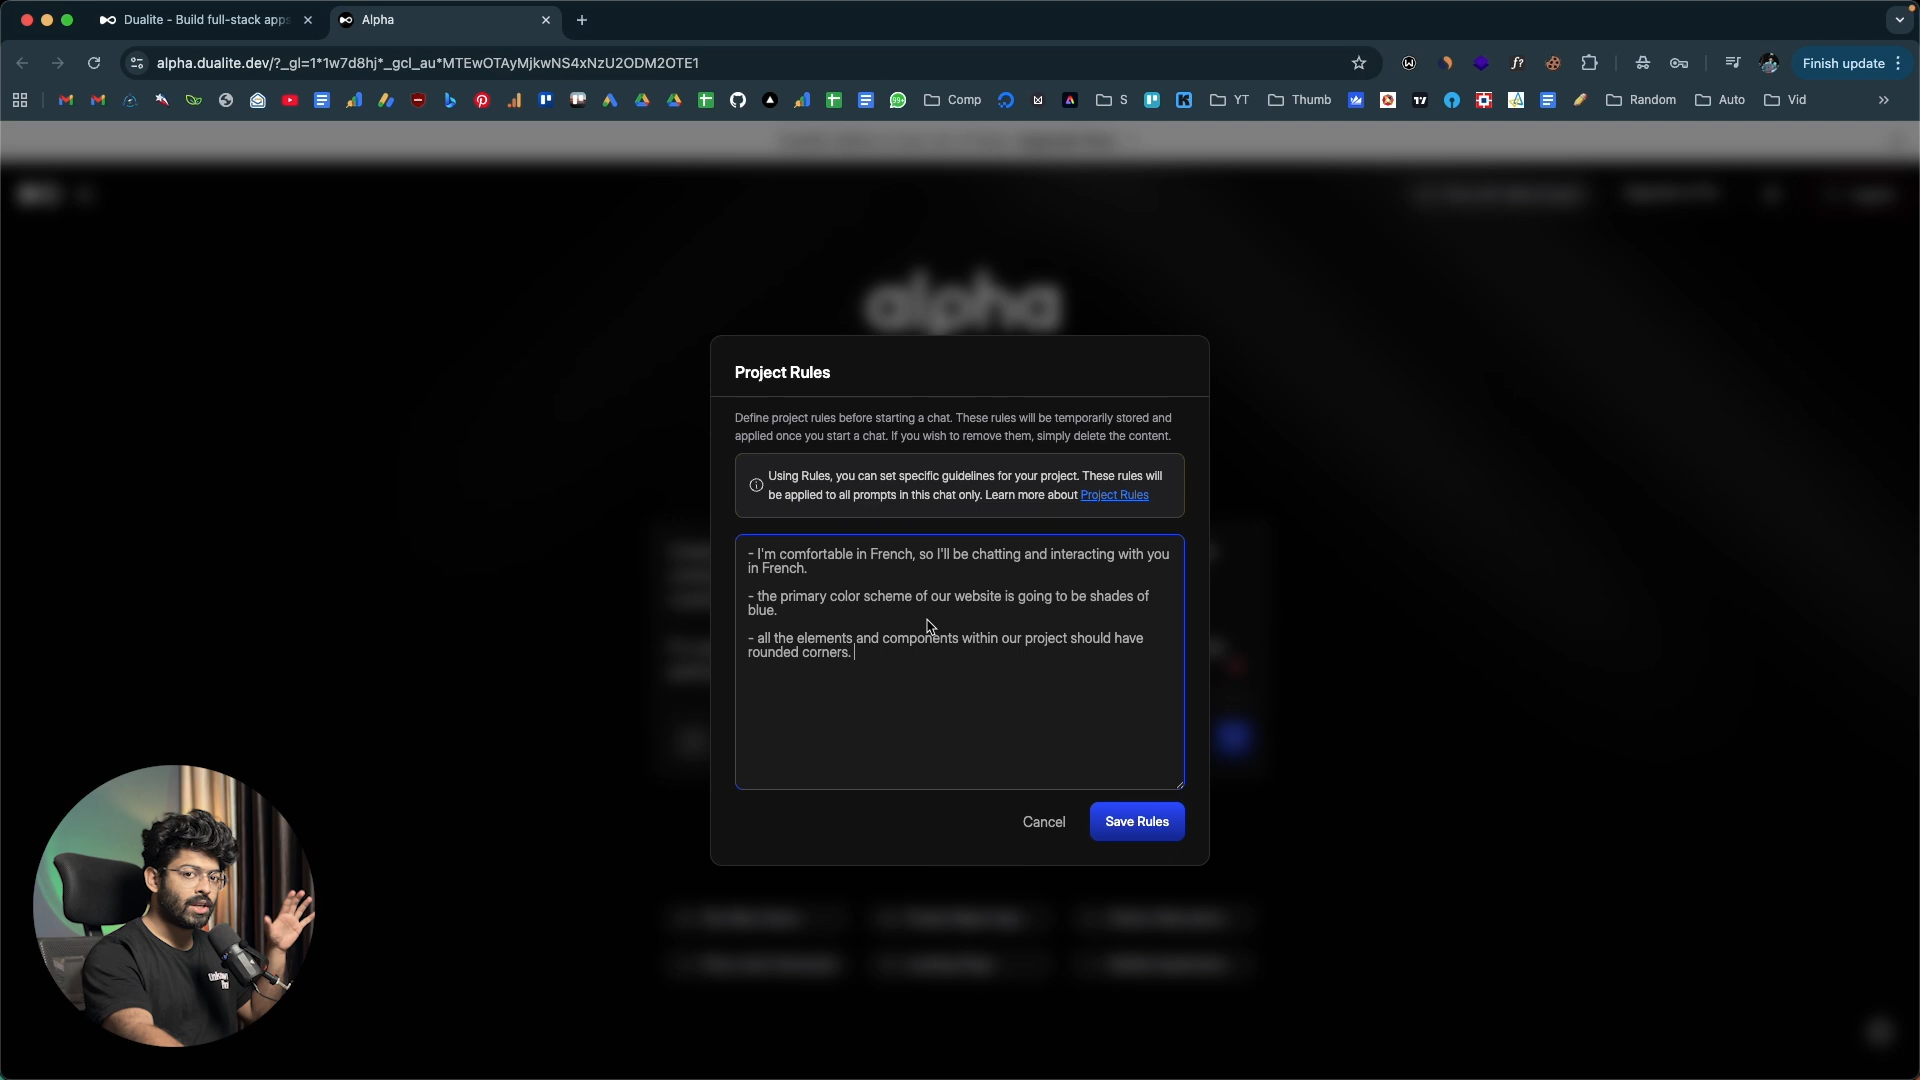 Dualite - Build full-stack apps
Alpha
alpha.dualite.dev/?_gl=1*1w7d8hj*_gcl_au*MTEwOTAyMjkwNS4xNzU2ODM2OTE1
Finish update
Comp
S
YT
Thumb
Random
Auto
Vid
alpha
Project Rules
Define project rules before starting a chat. These rules will be temporarily stored and
applied once you start a chat. If you wish to remove them, simply delete the content.
Using Rules, you can set specific guidelines for your project. These rules will
be applied to all prompts in this chat only. Learn more about Project Rules
- I'm comfortable in French, so I'll be chatting and interacting with you
in French.
- the primary color scheme of our website is going to be shades of
blue.
- all the elements and components within our project should have
rounded corners.
Cancel
Save Rules